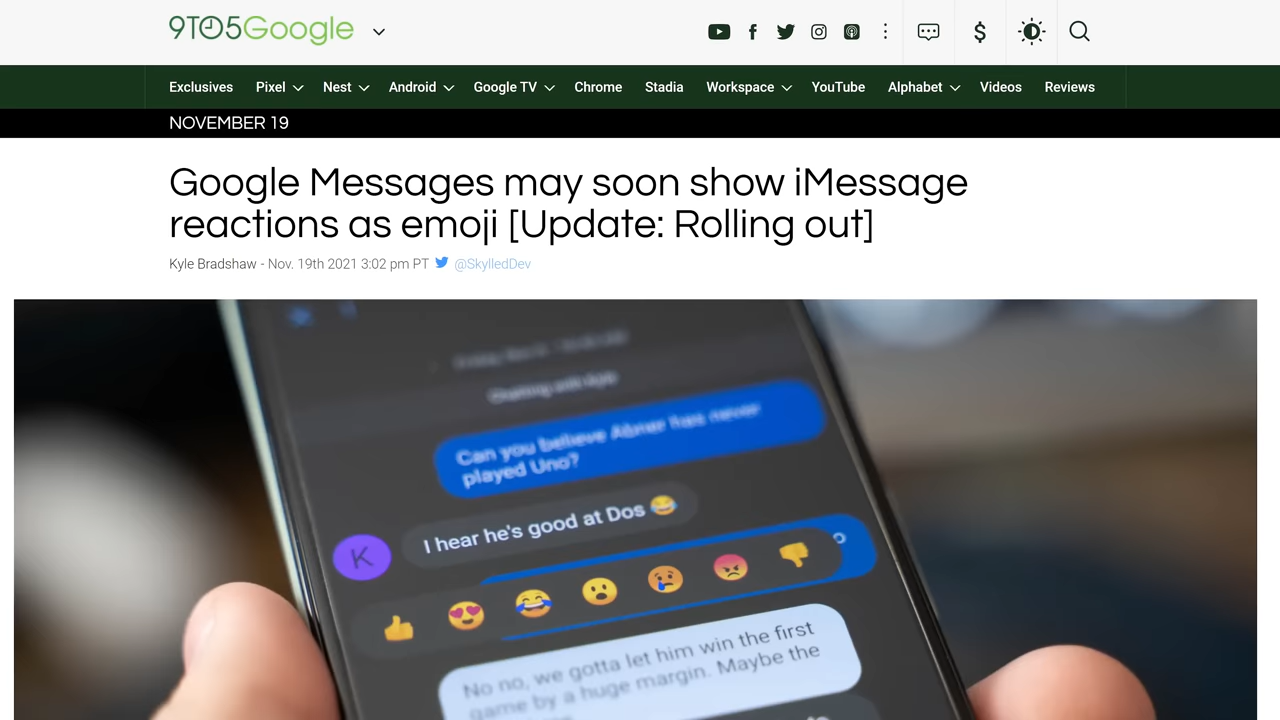 9TO5Google
Exclusives Pixel Nest Android Google TV Chrome Stadia Workspace YouTube Alphabet Videos Reviews
NOVEMBER 19
Google Messages may soon show iMessage
reactions as emoji [Update: Rolling out]
Kyle Bradshaw - Nov. 19th 2021 3:02 pm PT @SkylledDev
Can you believe Abner has never
played Uno?
K
I hear he's good at Dos 😂
No no, we gotta let him win the first
game by a huge margin. Maybe the